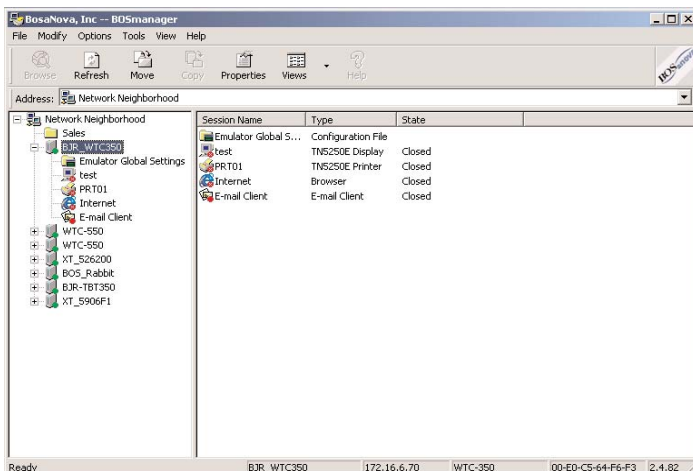 BosaNova, Inc -- BOSmanager
File Modify Options Tools View Help
Browse Refresh Move Copy Properties Views Help
BOSanova
Address: Network Neighborhood
Network Neighborhood
Sales
BJR_WTC350
Emulator Global Settings
test
PRT01
Internet
E-mail Client
WTC-550
WTC-550
XT_526200
BOS_Rabbit
BJR-TBT350
XT_5906F1
Session Name Type State
Emulator Global S... Configuration File
test TN5250E Display Closed
PRT01 TN5250E Printer Closed
Internet Browser Closed
E-mail Client E-mail Client Closed
Ready BJR_WTC350 172.16.6.70 WTC-350 00-E0-C5-64-F6-F3 2.4.82